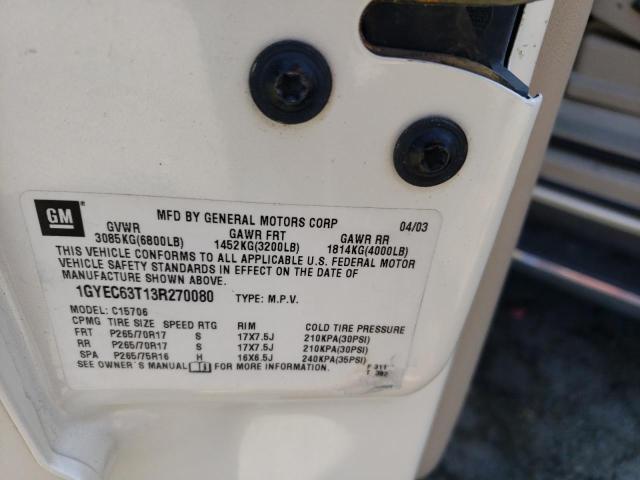 GM
MFD BY GENERAL MOTORS CORP 04/03
GVWR GAWR FRT GAWR RR
3085KG(6800LB) 1452KG(3200LB) 1814KG(4000LB)
THIS VEHICLE CONFORMS TO ALL APPLICABLE U.S. FEDERAL MOTOR
VEHICLE SAFETY STANDARDS IN EFFECT ON THE DATE OF
MANUFACTURE SHOWN ABOVE.
1GYEC63T13R270080 TYPE: M.P.V.
MODEL: C15706
CPMG TIRE SIZE SPEED RTG RIM COLD TIRE PRESSURE
FRT P265/70R17 S 17X7.5J 210KPA(30PSI)
RR P265/70R17 S 17X7.5J 210KPA(30PSI)
SPA P265/75R16 H 16X6.5J 240KPA(35PSI)
SEE OWNER'S MANUAL FOR MORE INFORMATION.
F 311
T 392